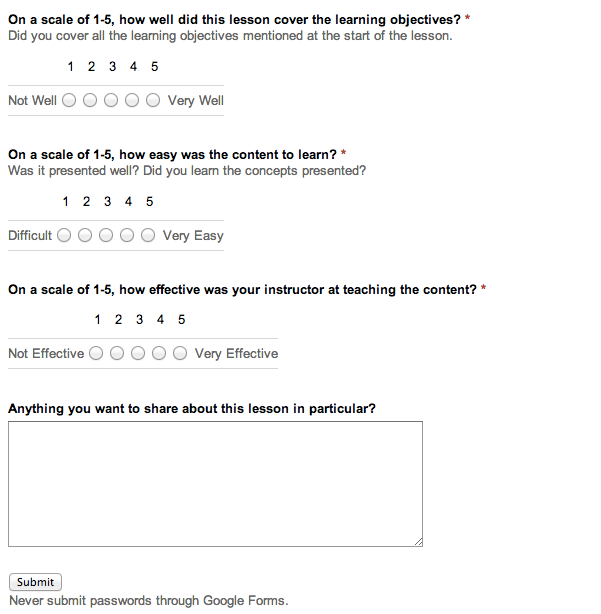 On a scale of 1-5, how well did this lesson cover the learning objectives? *
Did you cover all the learning objectives mentioned at the start of the lesson.
1 2 3 4 5
Not Well Very Well
On a scale of 1-5, how easy was the content to learn? *
Was it presented well? Did you learn the concepts presented?
1 2 3 4 5
Difficult Very Easy
On a scale of 1-5, how effective was your instructor at teaching the content? *
1 2 3 4 5
Not Effective Very Effective
Anything you want to share about this lesson in particular?
Submit
Never submit passwords through Google Forms.